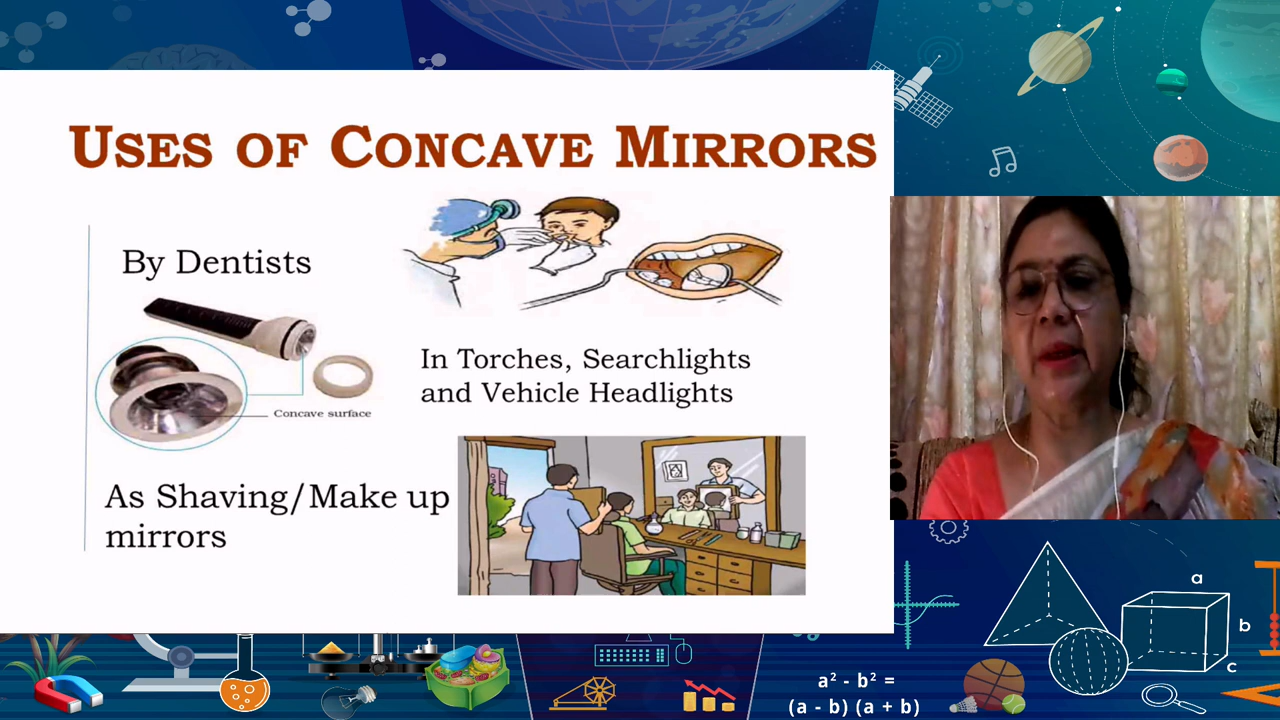 USES OF CONCAVE MIRRORS
By Dentists
In Torches, Searchlights
and Vehicle Headlights
Concave surface
As Shaving/Make up
mirrors
a
b
c
a² - b² =
(a - b) (a + b)